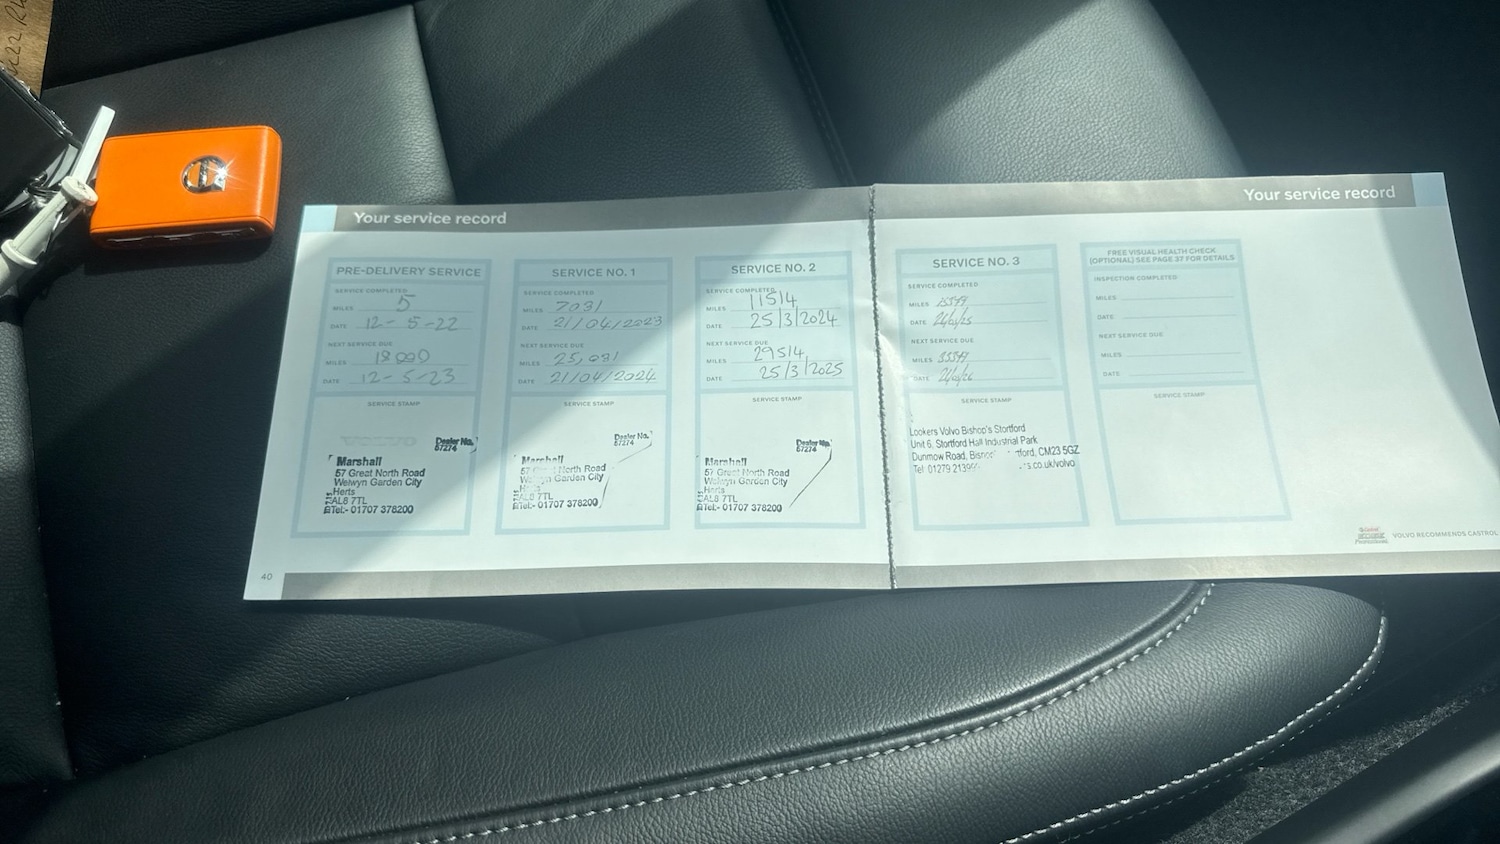 Your service record
PRE-DELIVERY SERVICE
SERVICE COMPLETED
MILES 5
DATE 12-5-22
NEXT SERVICE DUE
MILES 18000
DATE 12-5-23
SERVICE STAMP
VOLVO
Dealer No.
67274
Marshall
57 Great North Road
Welwyn Garden City
Herts
AL8 7TL
Tel:- 01707 378200
SERVICE NO. 1
SERVICE COMPLETED
MILES 7031
DATE 21/04/2023
NEXT SERVICE DUE
MILES 25,031
DATE 21/04/2024
SERVICE STAMP
Dealer No.
67274
Marshall
57 Great North Road
Welwyn Garden City
Herts
AL8 7TL
Tel:- 01707 378200
SERVICE NO. 2
SERVICE COMPLETED
MILES 11514
DATE 25/3/2024
NEXT SERVICE DUE
MILES 29514
DATE 25/3/2025
SERVICE STAMP
Dealer No.
67274
Marshall
57 Great North Road
Welwyn Garden City
Herts
AL8 7TL
Tel:- 01707 378200
40
Your service record
SERVICE NO. 3
SERVICE COMPLETED
MILES
DATE
NEXT SERVICE DUE
MILES
DATE
SERVICE STAMP
Lookers Volvo Bishop's Stortford
Unit 6, Stortford Hall Industrial Park
Dunmow Road, CM23 5GZ
Tel: 01279
FREE VISUAL HEALTH CHECK
(OPTIONAL) SEE PAGE 37 FOR DETAILS
INSPECTION COMPLETED
MILES
DATE
NEXT SERVICE DUE
MILES
DATE
SERVICE STAMP
Castrol
EDGE
VOLVO RECOMMENDS CASTROL